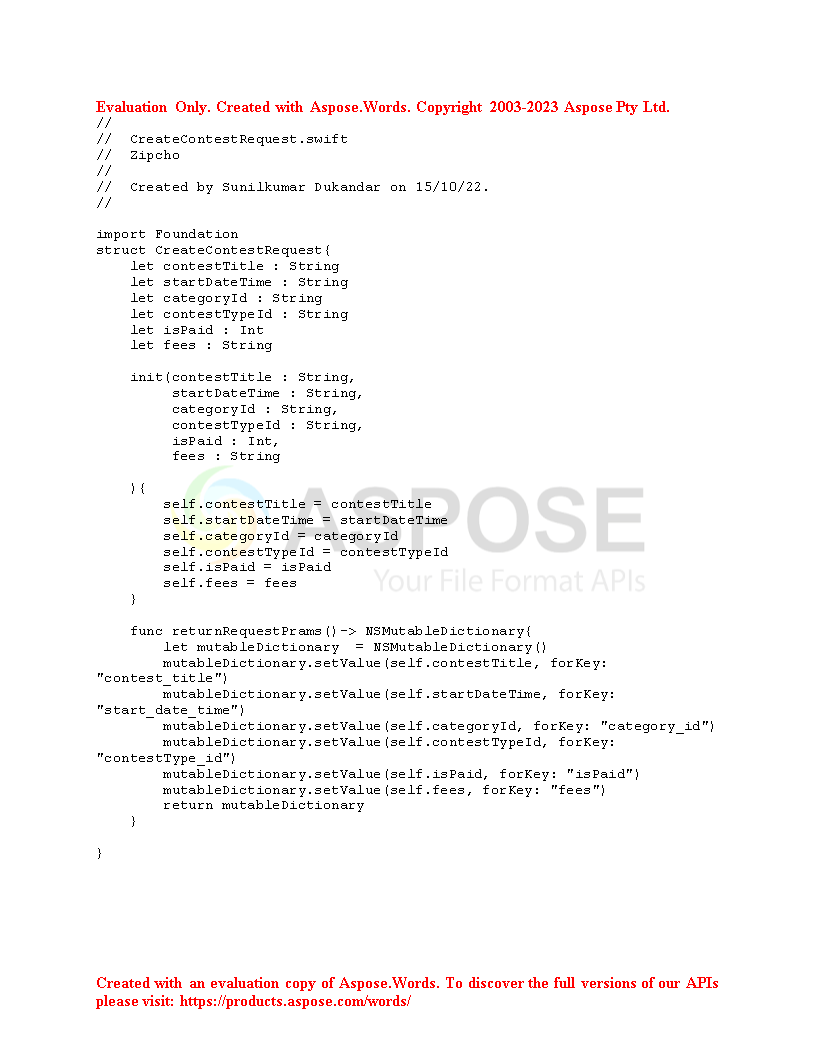 Evaluation Only. Created with Aspose.Words. Copyright 2003-2023 Aspose Pty Ltd.
//
//  CreateContestRequest.swift
//  Zipcho
//
//  Created by Sunilkumar Dukandar on 15/10/22.
//

import Foundation
struct CreateContestRequest{
    let contestTitle : String
    let startDateTime : String
    let categoryId : String
    let contestTypeId : String
    let isPaid : Int
    let fees : String

    init(contestTitle : String,
         startDateTime : String,
         categoryId : String,
         contestTypeId : String,
         isPaid : Int,
         fees : String

    ){
        self.contestTitle = contestTitle
        self.startDateTime = startDateTime
        self.categoryId = categoryId
        self.contestTypeId = contestTypeId
        self.isPaid = isPaid
        self.fees = fees
    }
ASPOSE
Your File Format APIs

    func returnRequestPrams()-> NSMutableDictionary{
        let mutableDictionary  = NSMutableDictionary()
        mutableDictionary.setValue(self.contestTitle, forKey:
"contest_title")
        mutableDictionary.setValue(self.startDateTime, forKey:
"start_date_time")
        mutableDictionary.setValue(self.categoryId, forKey: "category_id")
        mutableDictionary.setValue(self.contestTypeId, forKey:
"contestType_id")
        mutableDictionary.setValue(self.isPaid, forKey: "isPaid")
        mutableDictionary.setValue(self.fees, forKey: "fees")
        return mutableDictionary
    }

}
Created with an evaluation copy of Aspose.Words. To discover the full versions of our APIs
please visit: https://products.aspose.com/words/